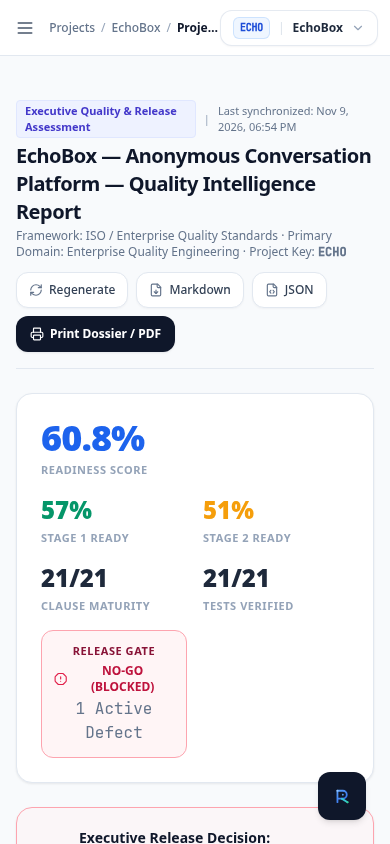 Projects / EchoBox / Proje...
ECHO EchoBox
Executive Quality & Release
Assessment
| Last synchronized: Nov 9,
2026, 06:54 PM
EchoBox — Anonymous Conversation
Platform — Quality Intelligence
Report
Framework: ISO / Enterprise Quality Standards · Primary
Domain: Enterprise Quality Engineering · Project Key: ECHO
Regenerate
Markdown
JSON
Print Dossier / PDF
60.8%
READINESS SCORE
57%
STAGE 1 READY
51%
STAGE 2 READY
21/21
CLAUSE MATURITY
21/21
TESTS VERIFIED
RELEASE GATE
NO-GO
(BLOCKED)
1 Active
Defect
Executive Release Decision: